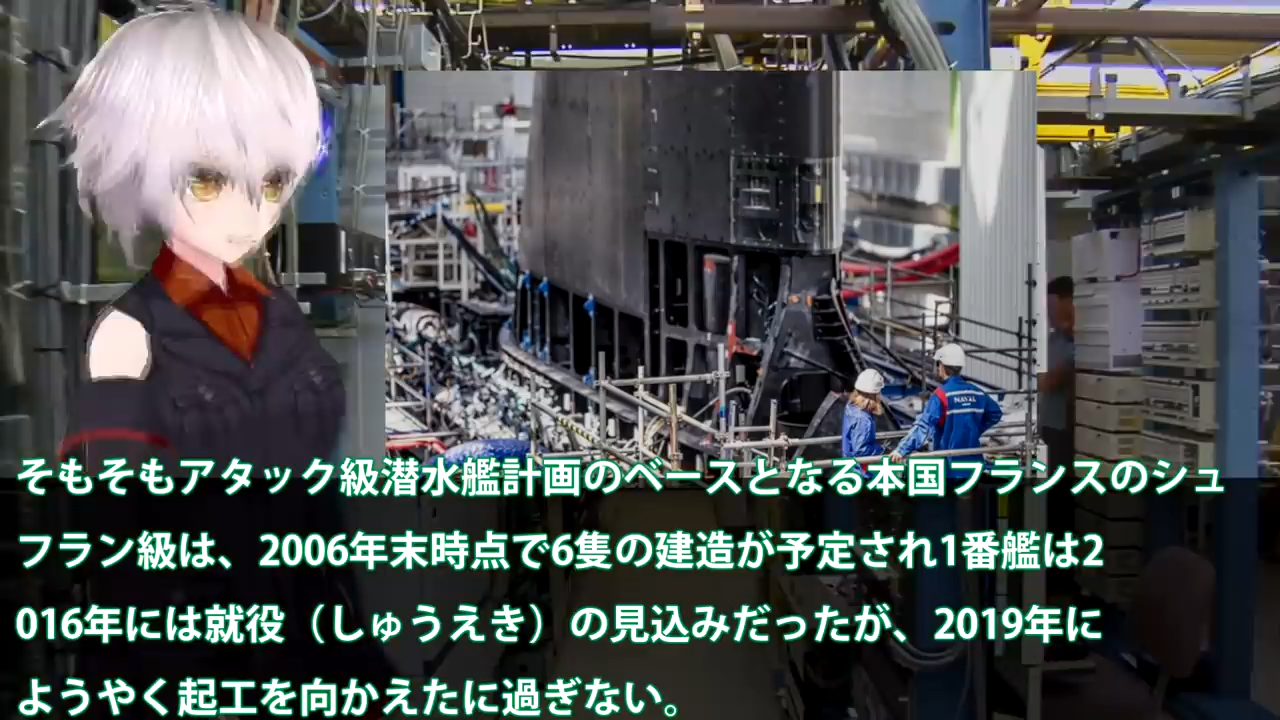 NAVAL
そもそもアタック級潜水艦計画のベースとなる本国フランスのシュ
フラン級は、2006年末時点で6隻の建造が予定され1番艦は2
016年には就役（しゅうえき）の見込みだったが、2019年に
ようやく起工を向かえたに過ぎない。